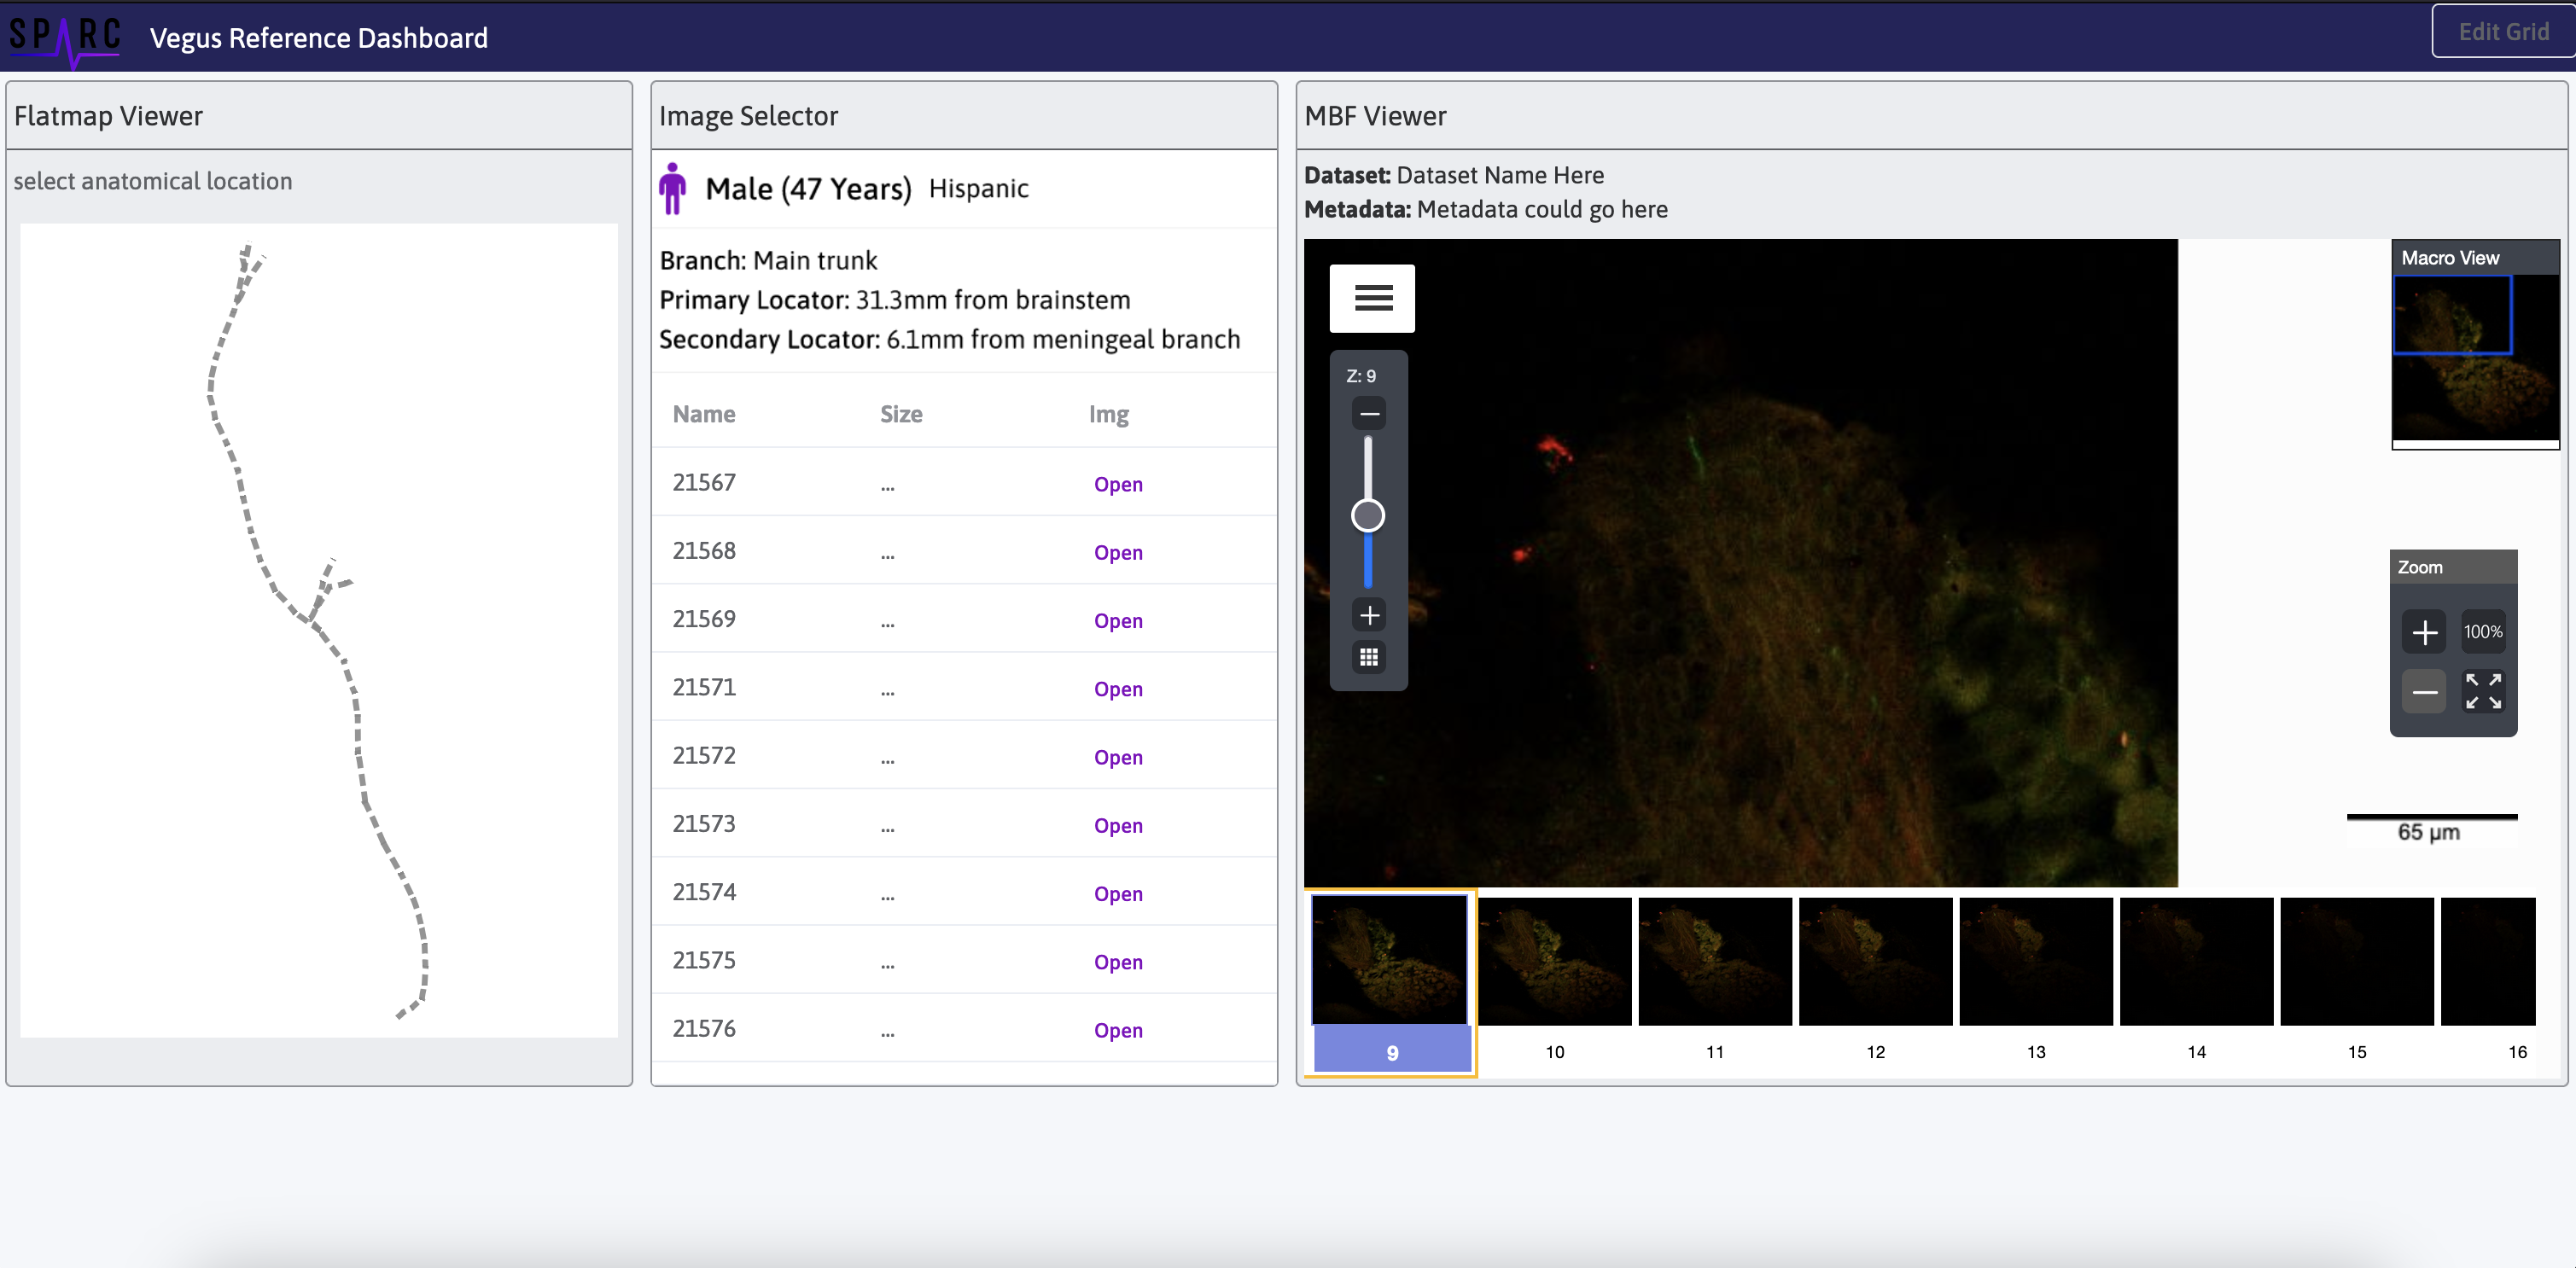 SPARC
Vegus Reference Dashboard
Edit Grid
Flatmap Viewer
select anatomical location
Image Selector
Male (47 Years) Hispanic
Branch: Main trunk
Primary Locator: 31.3mm from brainstem
Secondary Locator: 6.1mm from meningeal branch
Name Size Img
21567 ... Open
21568 ... Open
21569 ... Open
21571 ... Open
21572 ... Open
21573 ... Open
21574 ... Open
21575 ... Open
21576 ... Open
MBF Viewer
Dataset: Dataset Name Here
Metadata: Metadata could go here
Z: 9
Macro View
Zoom
100%
65 µm
9 10 11 12 13 14 15 16